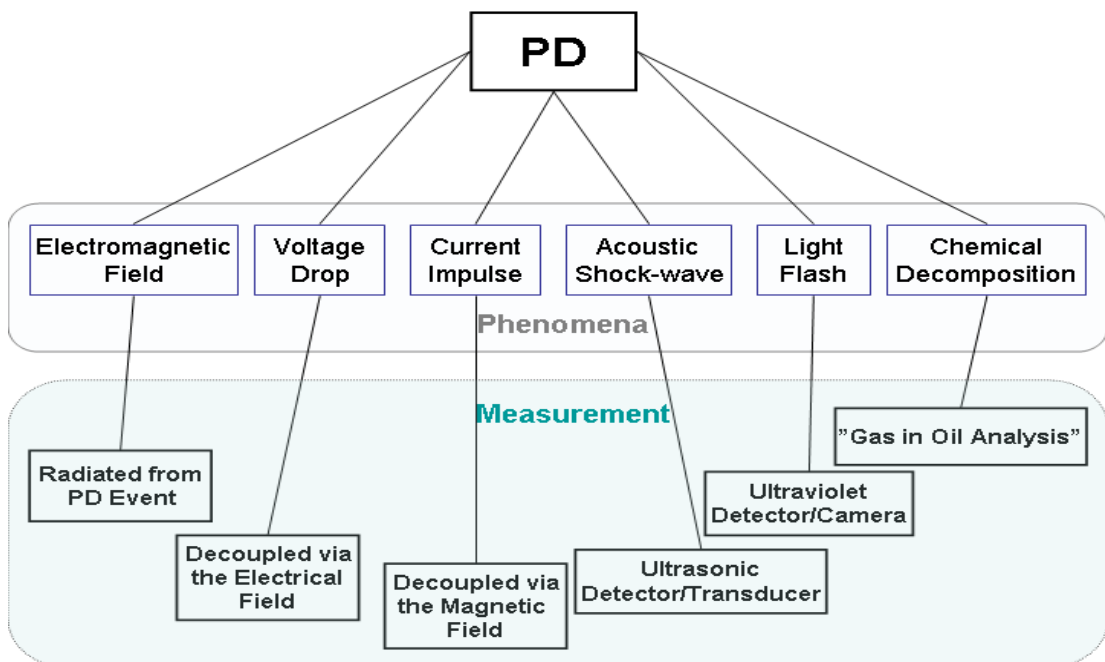 PD
Electromagnetic
Field
Voltage
Drop
Current
Impulse
Acoustic
Shock-wave
Light
Flash
Chemical
Decomposition
Phenomena
Measurement
Radiated from
PD Event
Decoupled via
the Electrical
Field
Decoupled via
the Magnetic
Field
Ultrasonic
Detector/Transducer
Ultraviolet
Detector/Camera
”Gas in Oil Analysis”